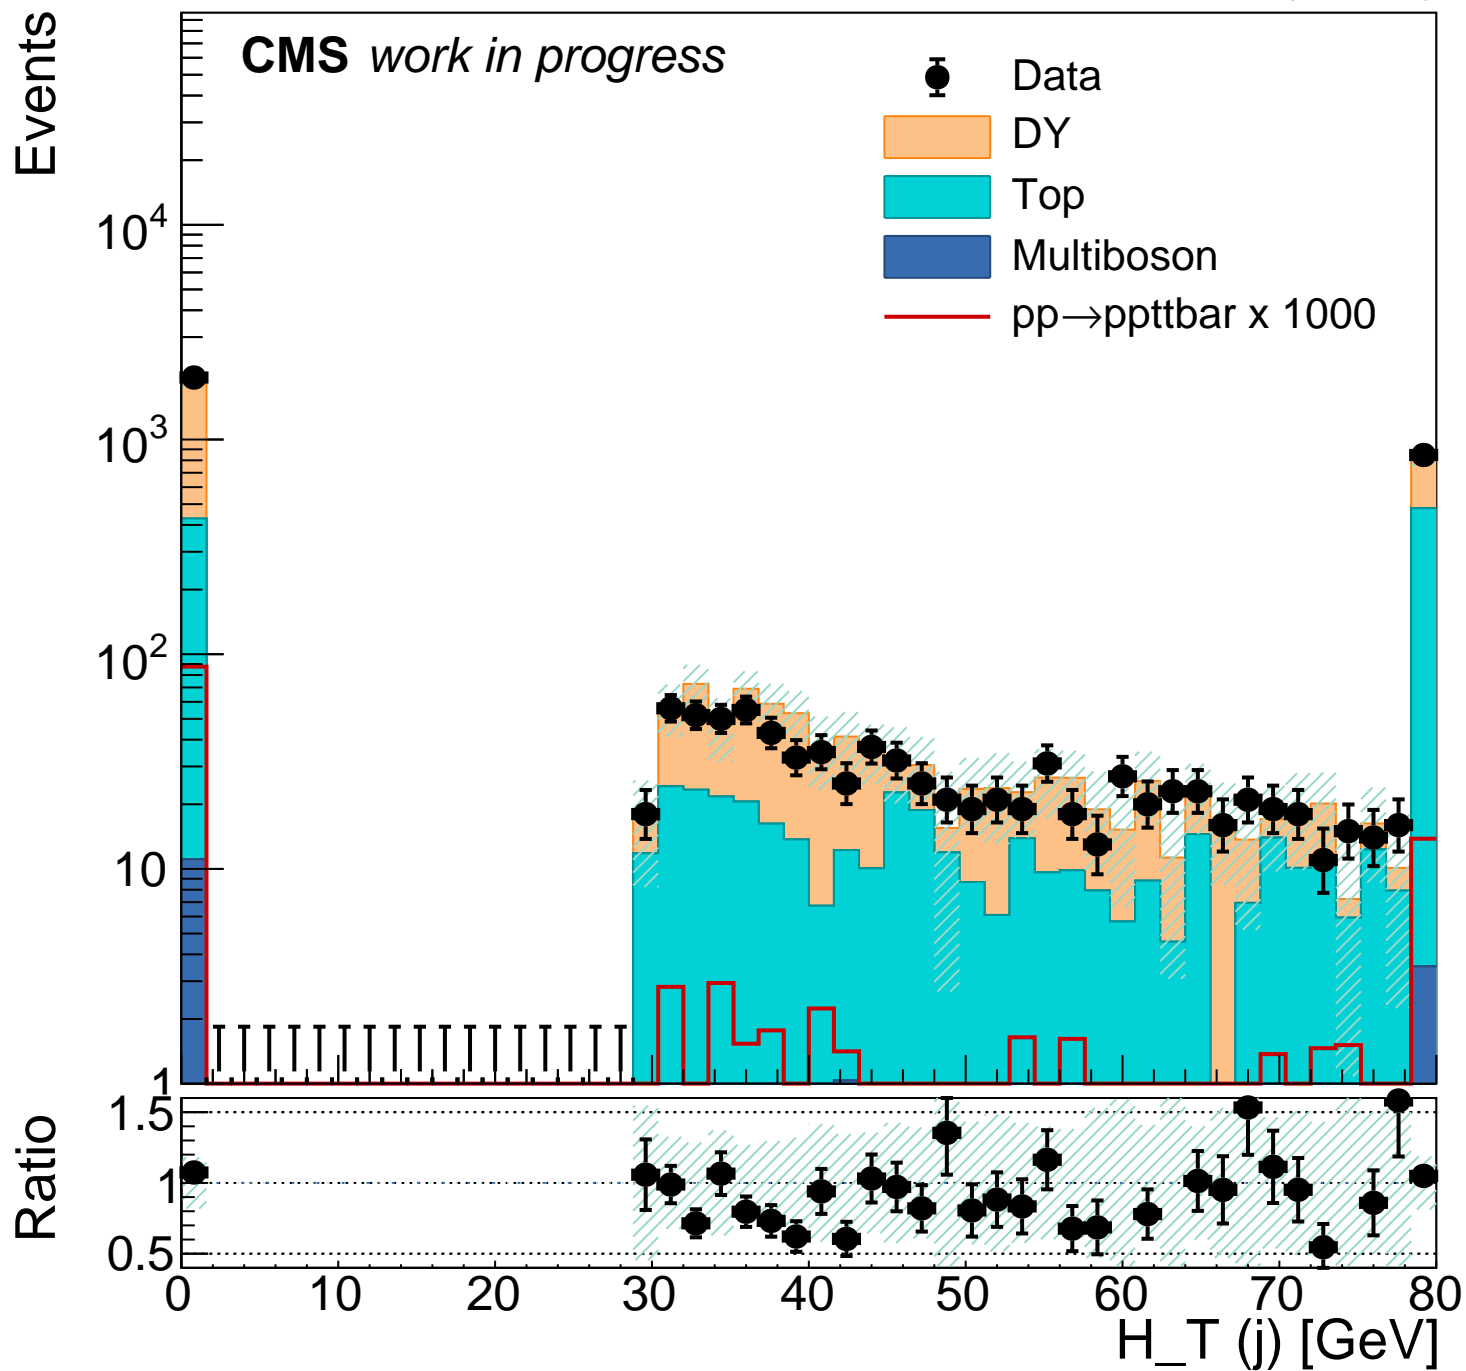 CMS work in progress
Data
DY
Top
Multiboson
pp→ppttbar x 1000
Events
10^4
10^3
10^2
10
1
Ratio
1.5
1
0.5
0 10 20 30 40 50 60 70 80
H_T (j) [GeV]